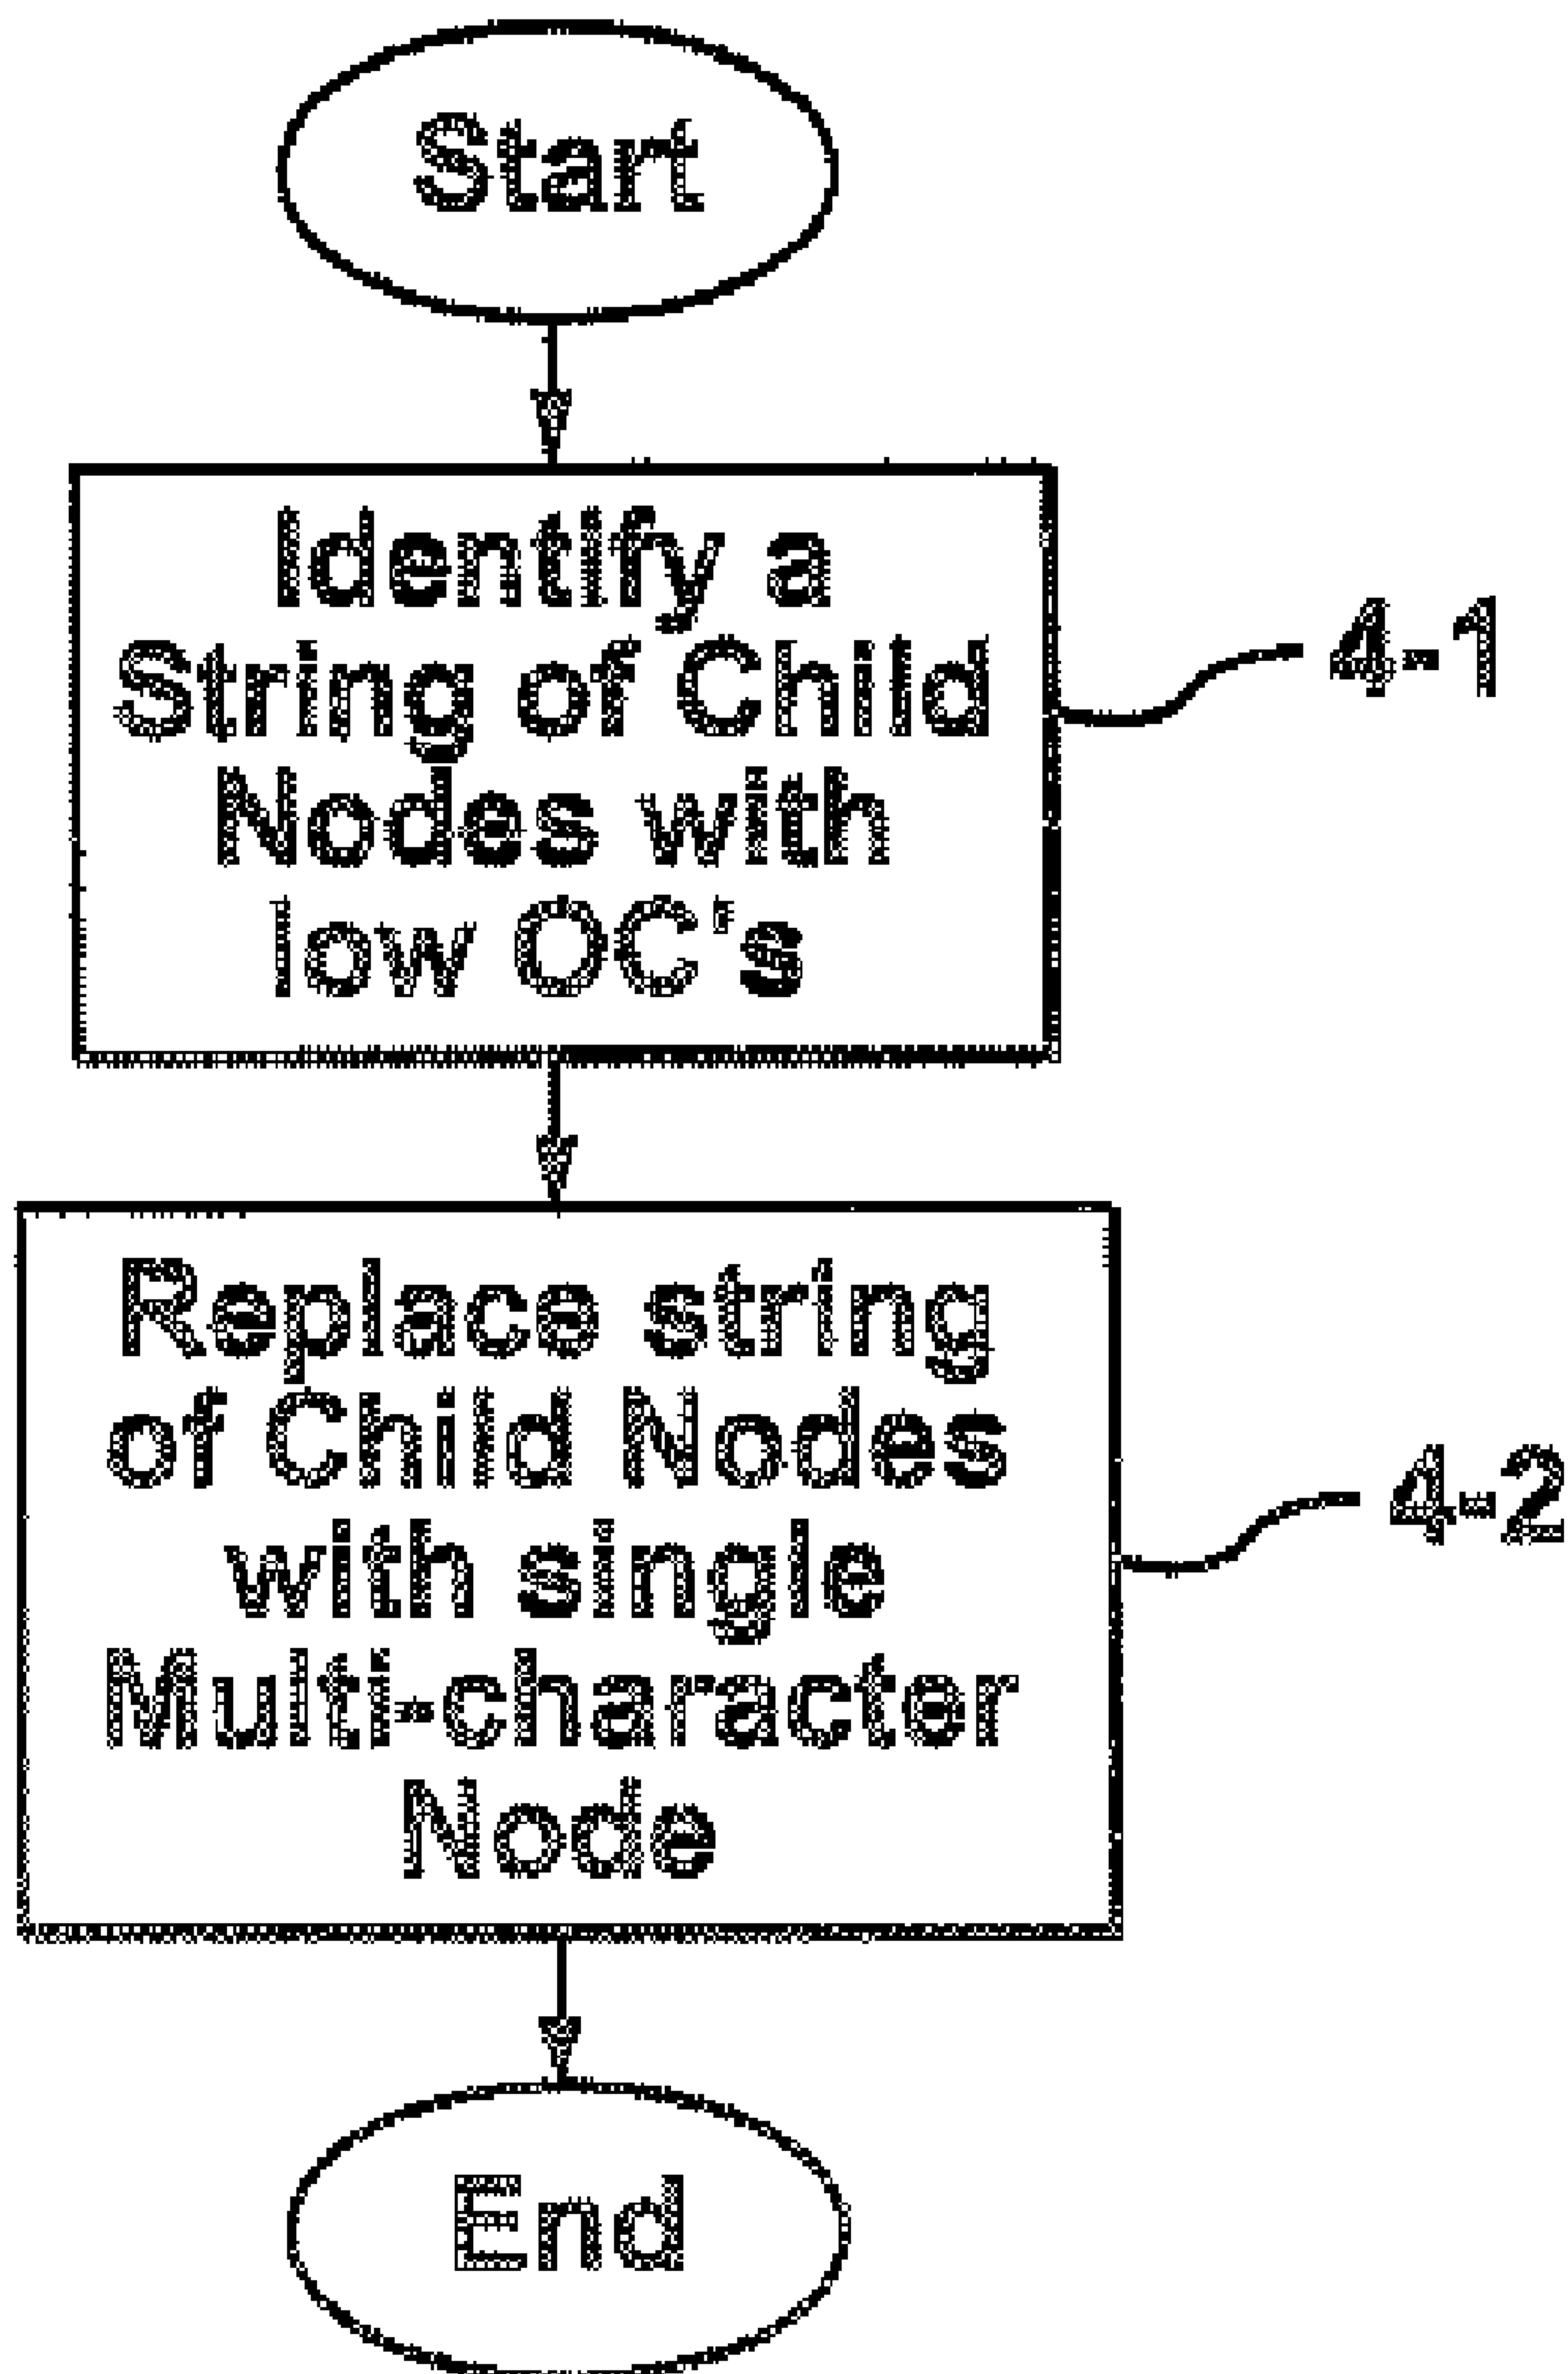 Start
Identify a
String of Child
Nodes with
low OC's
4-1
Replace string
of Child Nodes
with single
Multi-character
Node
4-2
End